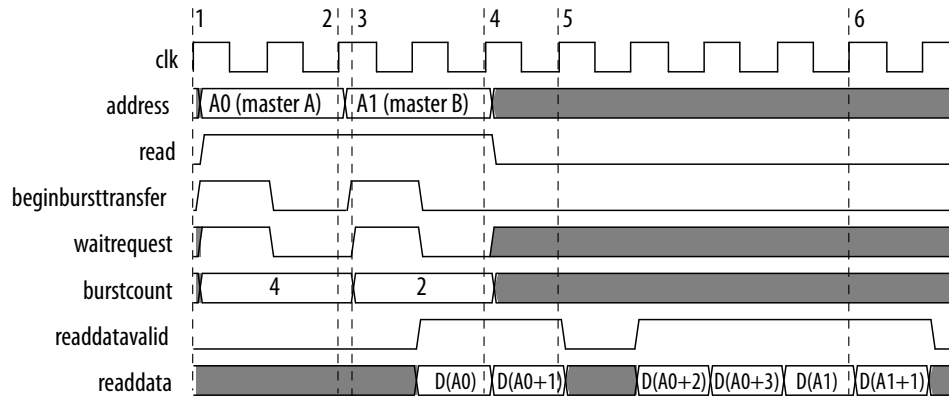 1 2 3 4 5 6
clk
address A0 (master A) A1 (master B)
read
beginbursttransfer
waitrequest
burstcount 4 2
readdatavalid
readdata D(A0) D(A0+1) D(A0+2) D(A0+3) D(A1) D(A1+1)